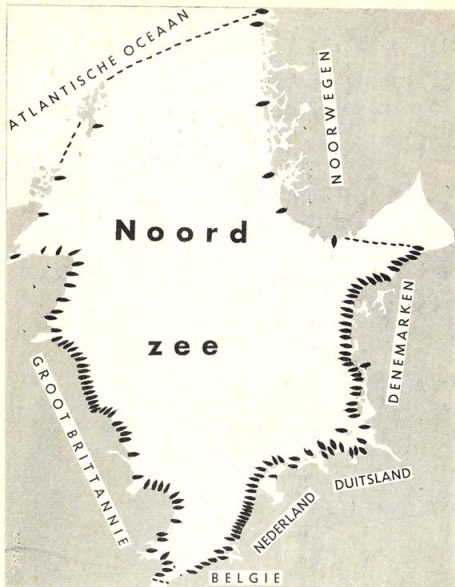 ATLANTISCHE OCEAAN
NOORWEGEN
Noord
zee
DENEMARKEN
GROOT BRITTANNIE
DUITSLAND
NEDERLAND
BELGIE